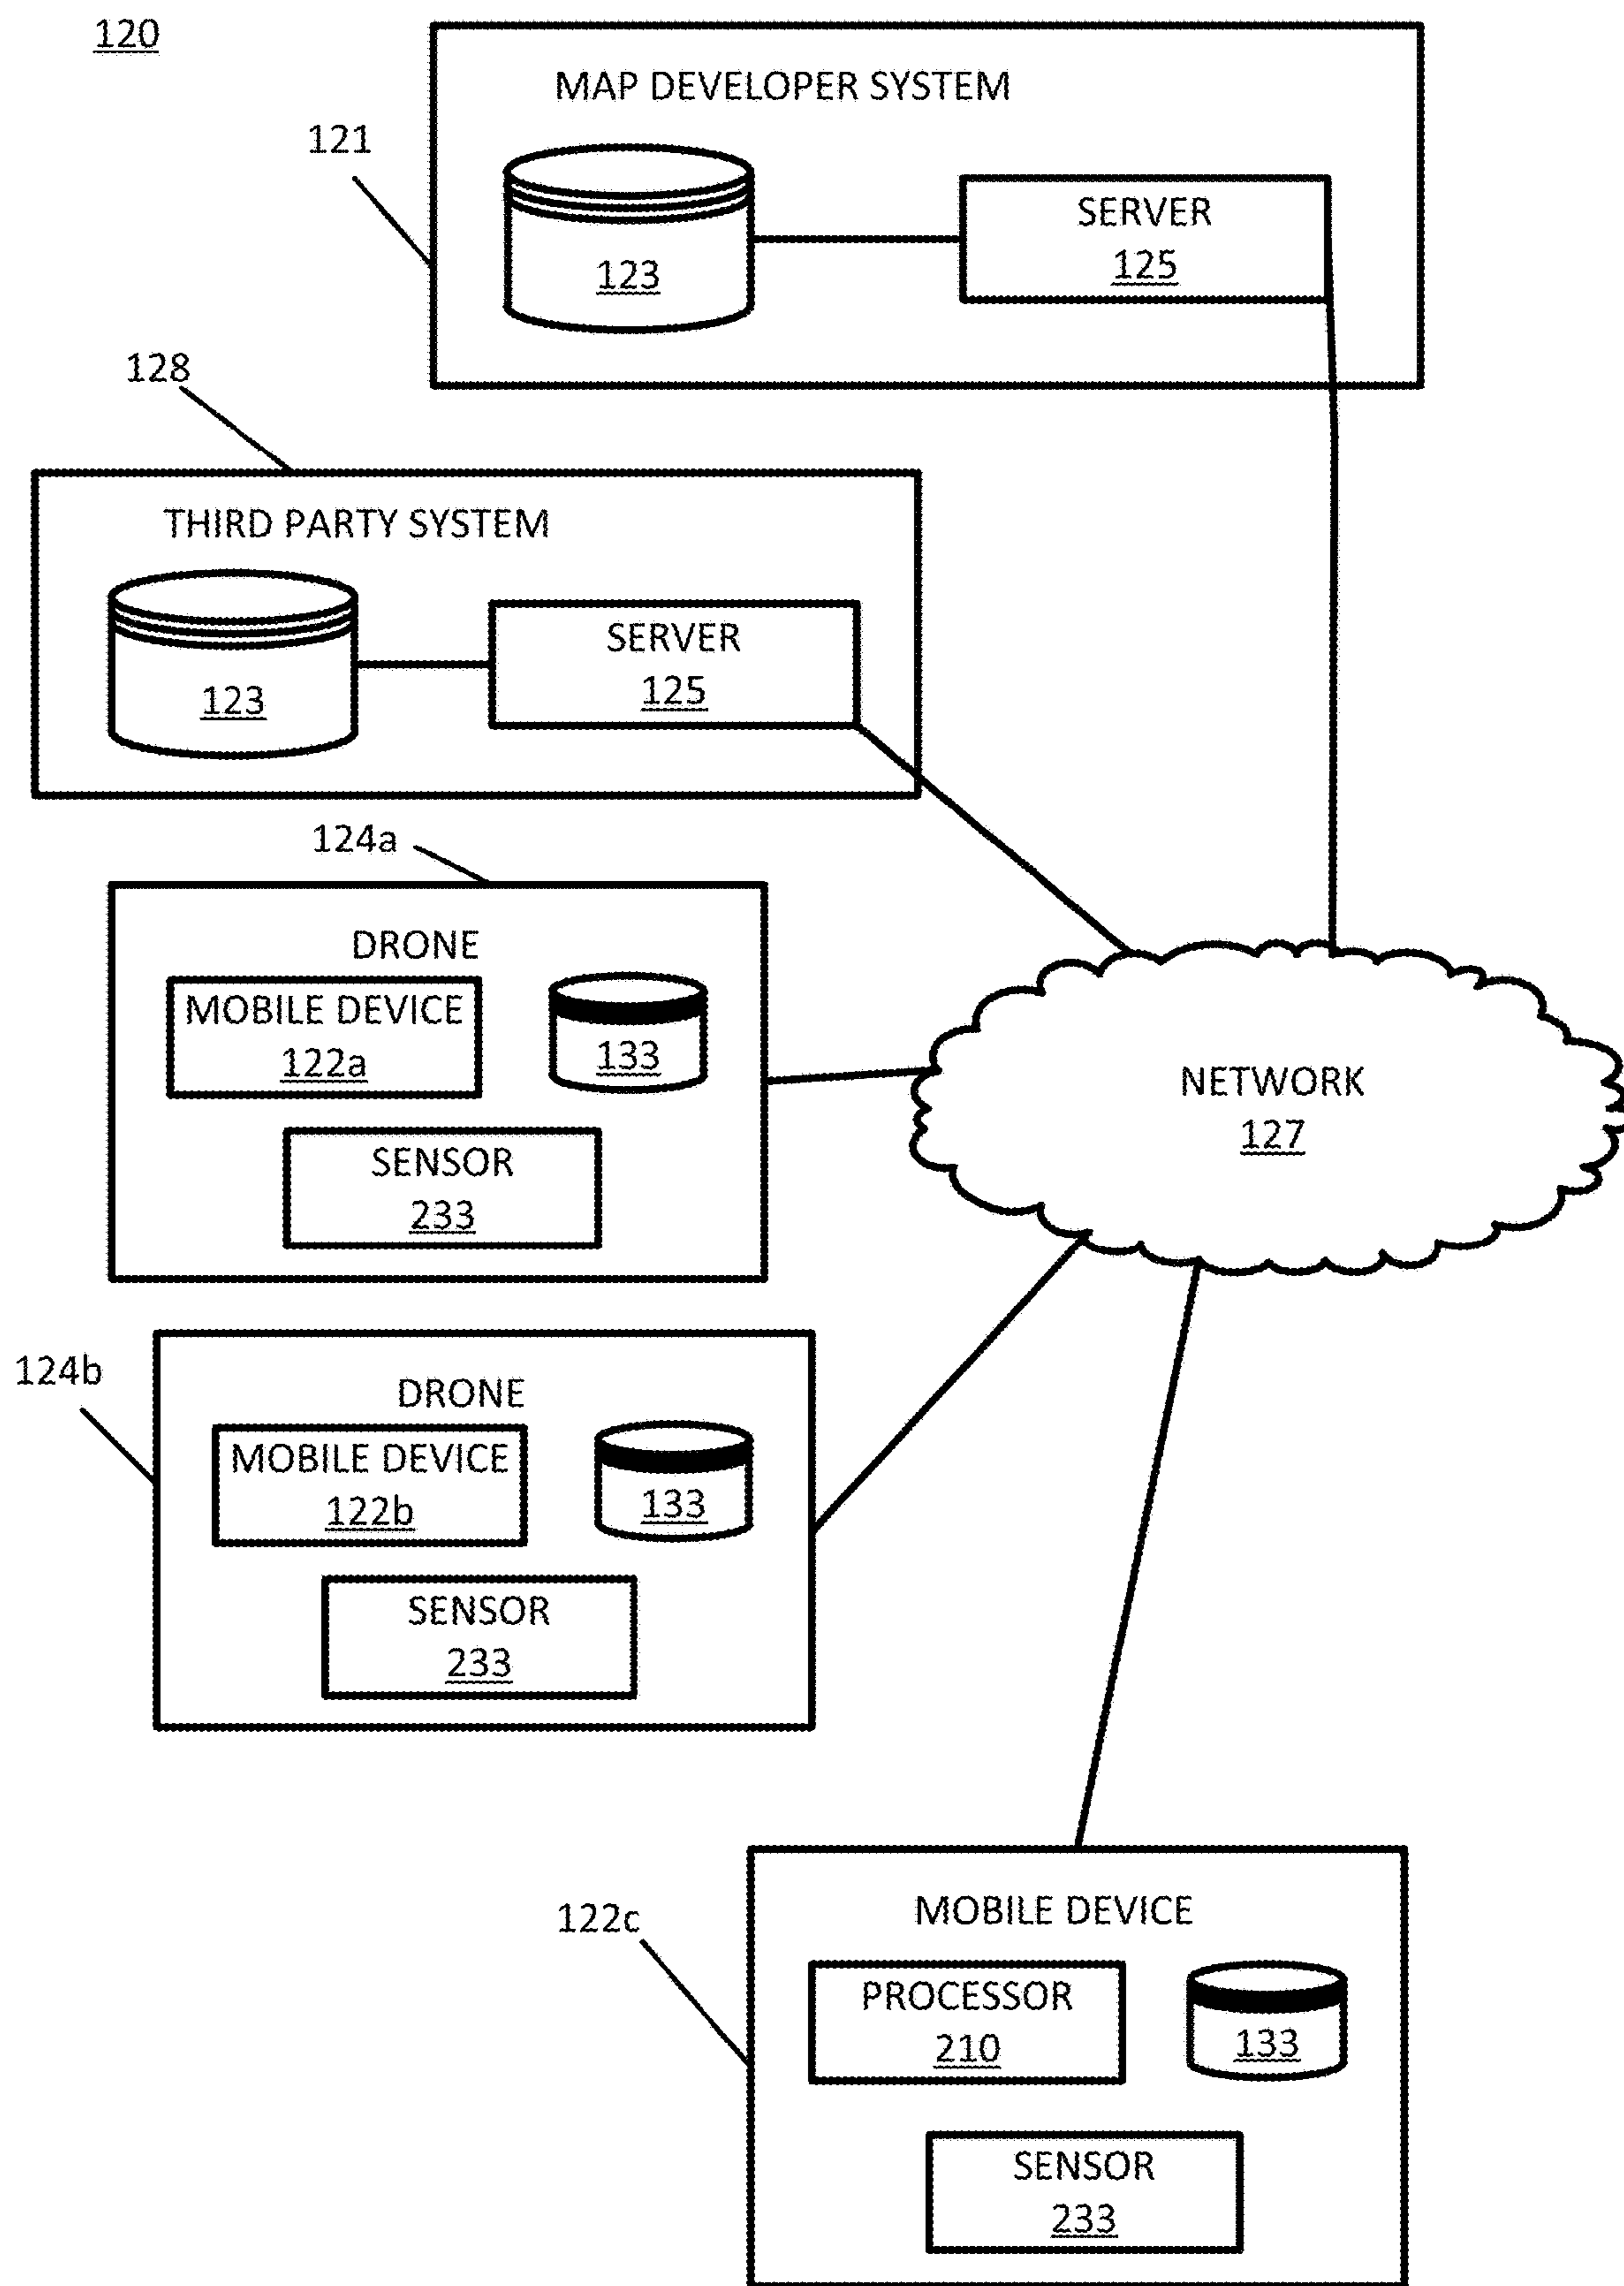 120
MAP DEVELOPER SYSTEM
121
SERVER
125
123
128
THIRD PARTY SYSTEM
SERVER
125
123
124a
DRONE
MOBILE DEVICE
122a
133
SENSOR
233
NETWORK
127
124b
DRONE
MOBILE DEVICE
122b
133
SENSOR
233
122c
MOBILE DEVICE
PROCESSOR
210
133
SENSOR
233